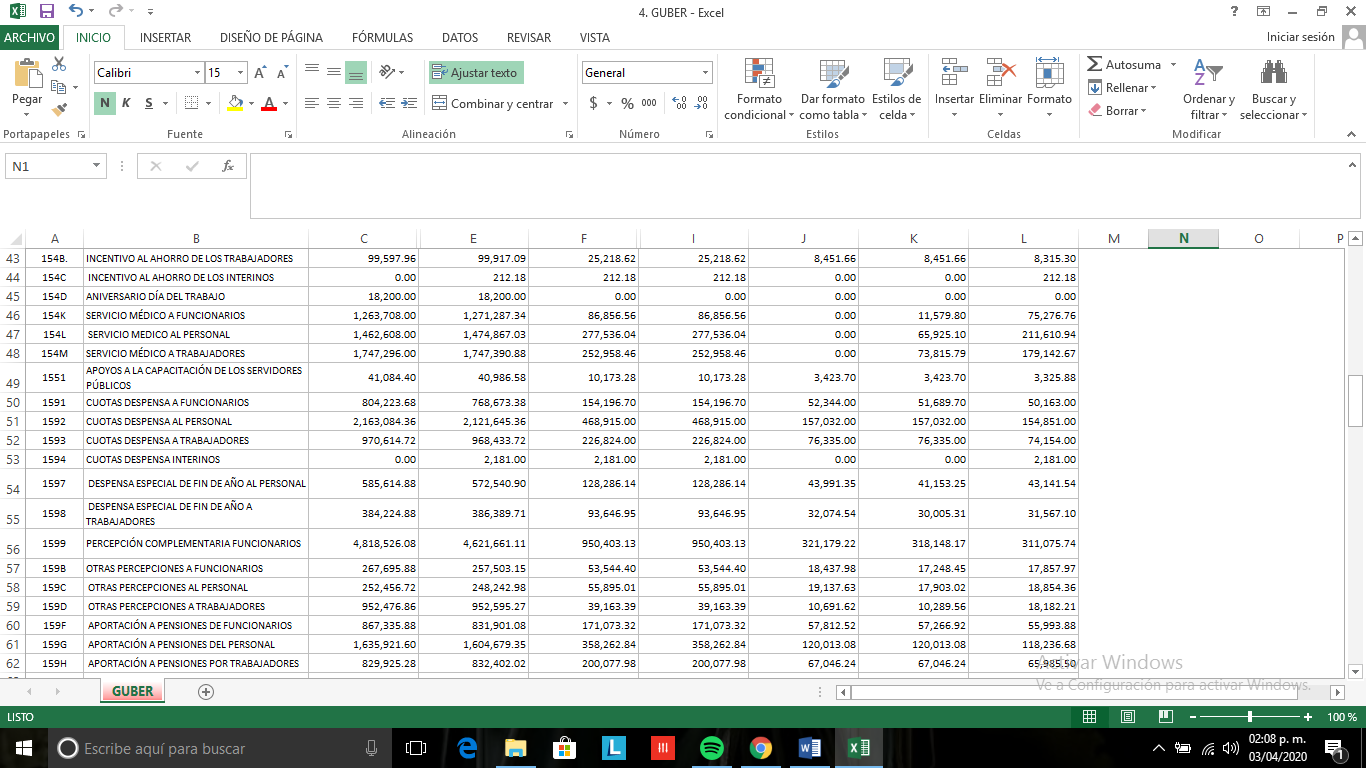 4. GUBER - Excel
ARCHIVO INICIO INSERTAR DISEÑO DE PÁGINA FÓRMULAS DATOS REVISAR VISTA Iniciar sesión
Pegar
Calibri 15
N K S
Ajustar texto
Combinar y centrar
General
$ % 000
Formato condicional
Dar formato como tabla
Estilos de celda
Insertar Eliminar Formato
Autosuma
Rellenar
Borrar
Ordenar y filtrar
Buscar y seleccionar
Portapapeles Fuente Alineación Número Estilos Celdas Modificar
N1 fx
A B C E F I J K L M N O P
43 154B. INCENTIVO AL AHORRO DE LOS TRABAJADORES 99,597.96 99,917.09 25,218.62 25,218.62 8,451.66 8,451.66 8,315.30
44 154C INCENTIVO AL AHORRO DE LOS INTERINOS 0.00 212.18 212.18 212.18 0.00 0.00 212.18
45 154D ANIVERSARIO DÍA DEL TRABAJO 18,200.00 18,200.00 0.00 0.00 0.00 0.00 0.00
46 154K SERVICIO MÉDICO A FUNCIONARIOS 1,263,708.00 1,271,287.34 86,856.56 86,856.56 0.00 11,579.80 75,276.76
47 154L SERVICIO MEDICO AL PERSONAL 1,462,608.00 1,474,867.03 277,536.04 277,536.04 0.00 65,925.10 211,610.94
48 154M SERVICIO MÉDICO A TRABAJADORES 1,747,296.00 1,747,390.88 252,958.46 252,958.46 0.00 73,815.79 179,142.67
49 1551 APOYOS A LA CAPACITACIÓN DE LOS SERVIDORES PÚBLICOS 41,084.40 40,986.58 10,173.28 10,173.28 3,423.70 3,423.70 3,325.88
50 1591 CUOTAS DESPENSA A FUNCIONARIOS 804,223.68 768,673.38 154,196.70 154,196.70 52,344.00 51,689.70 50,163.00
51 1592 CUOTAS DESPENSA AL PERSONAL 2,163,084.36 2,121,645.36 468,915.00 468,915.00 157,032.00 157,032.00 154,851.00
52 1593 CUOTAS DESPENSA A TRABAJADORES 970,614.72 968,433.72 226,824.00 226,824.00 76,335.00 76,335.00 74,154.00
53 1594 CUOTAS DESPENSA INTERINOS 0.00 2,181.00 2,181.00 2,181.00 0.00 0.00 2,181.00
54 1597 DESPENSA ESPECIAL DE FIN DE AÑO AL PERSONAL 585,614.88 572,540.90 128,286.14 128,286.14 43,991.35 41,153.25 43,141.54
55 1598 DESPENSA ESPECIAL DE FIN DE AÑO A TRABAJADORES 384,224.88 386,389.71 93,646.95 93,646.95 32,074.54 30,005.31 31,567.10
56 1599 PERCEPCIÓN COMPLEMENTARIA FUNCIONARIOS 4,818,526.08 4,621,661.11 950,403.13 950,403.13 321,179.22 318,148.17 311,075.74
57 159B OTRAS PERCEPCIONES A FUNCIONARIOS 267,695.88 257,503.15 53,544.40 53,544.40 18,437.98 17,248.45 17,857.97
58 159C OTRAS PERCEPCIONES AL PERSONAL 252,456.72 248,242.98 55,895.01 55,895.01 19,137.63 17,903.02 18,854.36
59 159D OTRAS PERCEPCIONES A TRABAJADORES 952,476.86 952,595.27 39,163.39 39,163.39 10,691.62 10,289.56 18,182.21
60 159F APORTACIÓN A PENSIONES DE FUNCIONARIOS 867,335.88 831,901.08 171,073.32 171,073.32 57,812.52 57,266.92 55,993.88
61 159G APORTACIÓN A PENSIONES DEL PERSONAL 1,635,921.60 1,604,679.35 358,262.84 358,262.84 120,013.08 120,013.08 118,236.68
62 159H APORTACIÓN A PENSIONES POR TRABAJADORES 829,925.28 832,402.02 200,077.98 200,077.98 67,046.24 67,046.24 65,985.50
Activar Windows
Ve a Configuración para activar Windows.
GUBER
LISTO 100 %
Escribe aquí para buscar
02:08 p. m.
03/04/2020